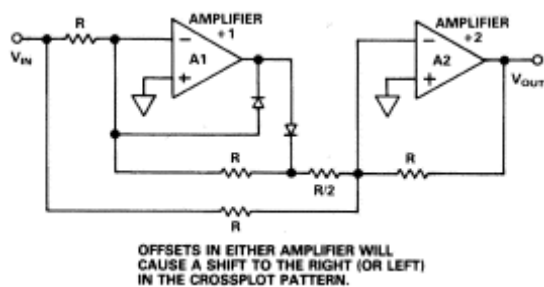 AMPLIFIER
+1
AMPLIFIER
+2
R
VIN
−
+
A1
−
+
A2
VOUT
R
R/2
R
R
OFFSETS IN EITHER AMPLIFIER WILL
CAUSE A SHIFT TO THE RIGHT (OR LEFT)
IN THE CROSSPLOT PATTERN.